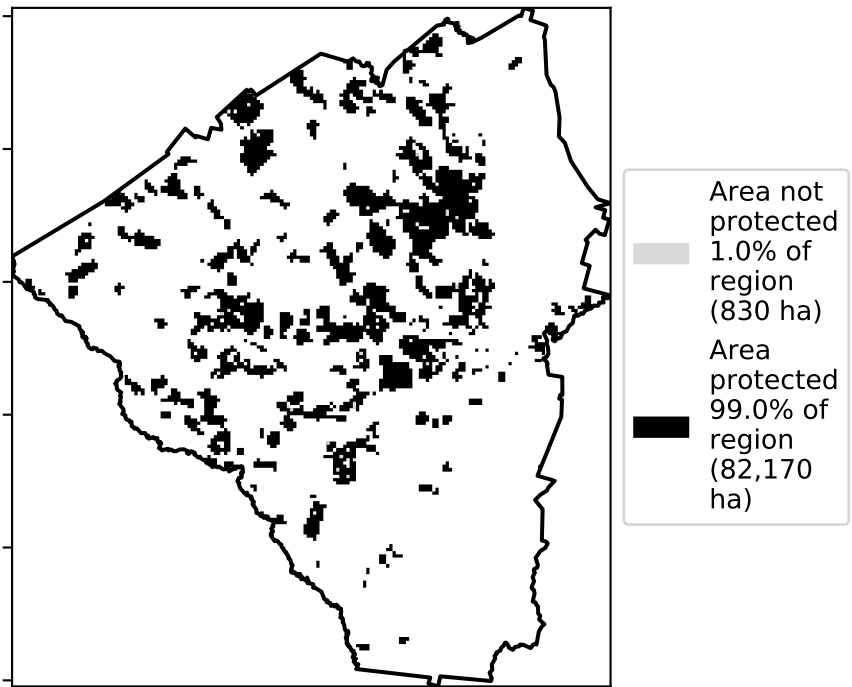 Area not
protected
1.0% of
region
(830 ha)
Area
protected
99.0% of
region
(82,170
ha)